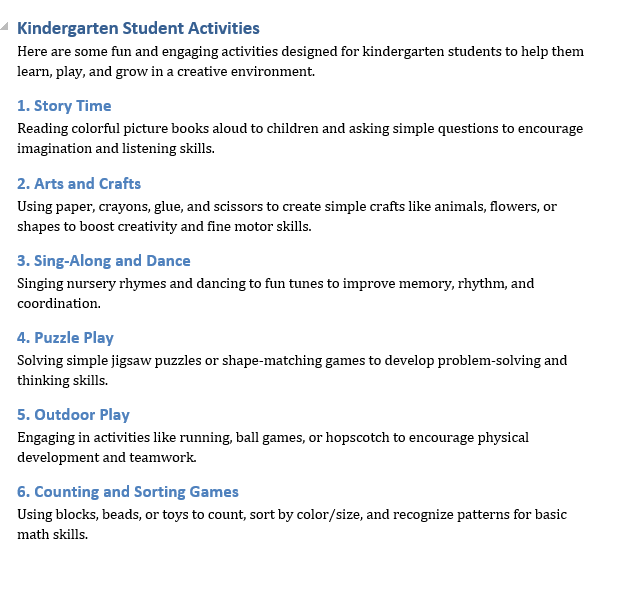 Kindergarten Student Activities
Here are some fun and engaging activities designed for kindergarten students to help them
learn, play, and grow in a creative environment.
1. Story Time
Reading colorful picture books aloud to children and asking simple questions to encourage
imagination and listening skills.
2. Arts and Crafts
Using paper, crayons, glue, and scissors to create simple crafts like animals, flowers, or
shapes to boost creativity and fine motor skills.
3. Sing-Along and Dance
Singing nursery rhymes and dancing to fun tunes to improve memory, rhythm, and
coordination.
4. Puzzle Play
Solving simple jigsaw puzzles or shape-matching games to develop problem-solving and
thinking skills.
5. Outdoor Play
Engaging in activities like running, ball games, or hopscotch to encourage physical
development and teamwork.
6. Counting and Sorting Games
Using blocks, beads, or toys to count, sort by color/size, and recognize patterns for basic
math skills.